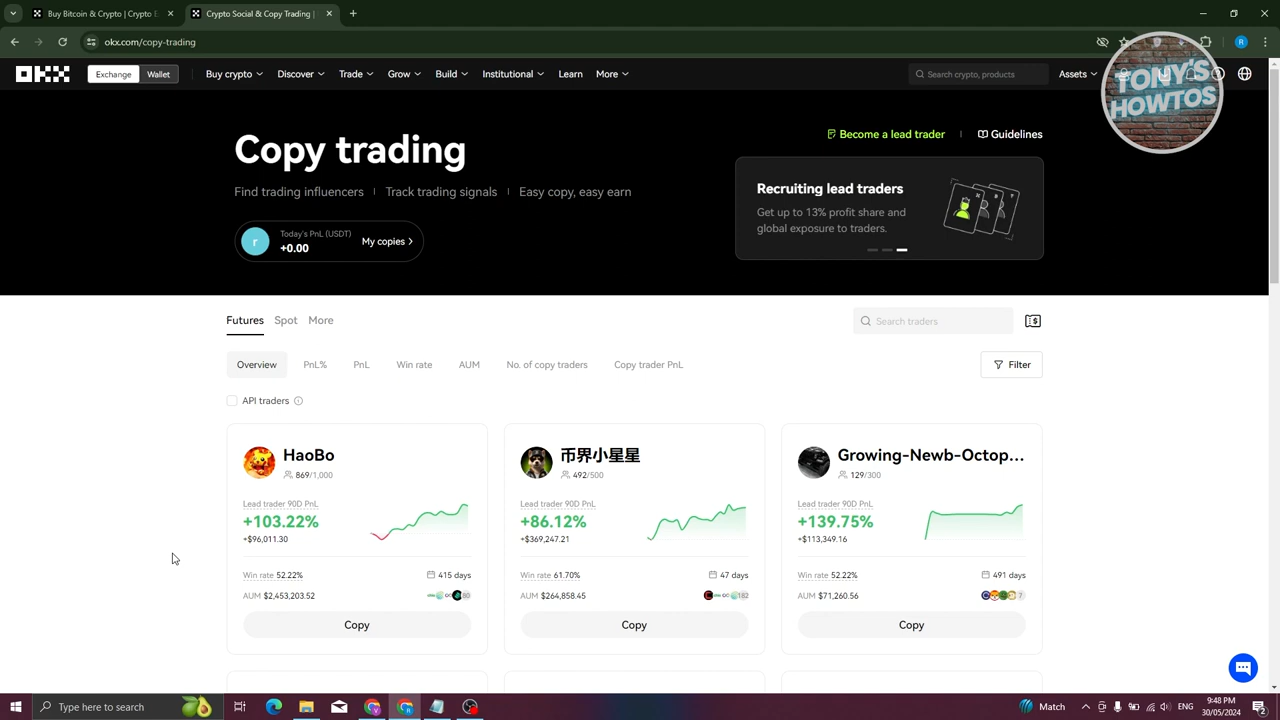 Buy Bitcoin & Crypto | Crypto E
Crypto Social & Copy Trading |
okx.com/copy-trading
R
OKX
Exchange Wallet Buy crypto Discover Trade Grow Build Institutional Learn More Search crypto, products Assets
TONY'S
HOWTOS
Copy trading
Become a lead trader
Guidelines
Find trading influencers
Track trading signals
Easy copy, easy earn
Recruiting lead traders
Get up to 13% profit share and
global exposure to traders.
r
Today's PnL (USDT)
+0.00
My copies
Futures Spot More
Search traders
Overview PnL% PnL Win rate AUM No. of copy traders Copy trader PnL
Filter
API traders
HaoBo
869/1,000
Lead trader 90D PnL
+103.22%
+$96,011.30
Win rate 52.22%
415 days
AUM $2,453,203.52
80
Copy
币界小星星
492/500
Lead trader 90D PnL
+86.12%
+$369,247.21
Win rate 61.70%
47 days
AUM $264,858.45
182
Copy
Growing-Newb-Octop...
129/300
Lead trader 90D PnL
+139.75%
+$113,349.16
Win rate 52.22%
491 days
AUM $71,260.56
7
Copy
Type here to search
Match
ENG
9:48 PM
30/05/2024
2